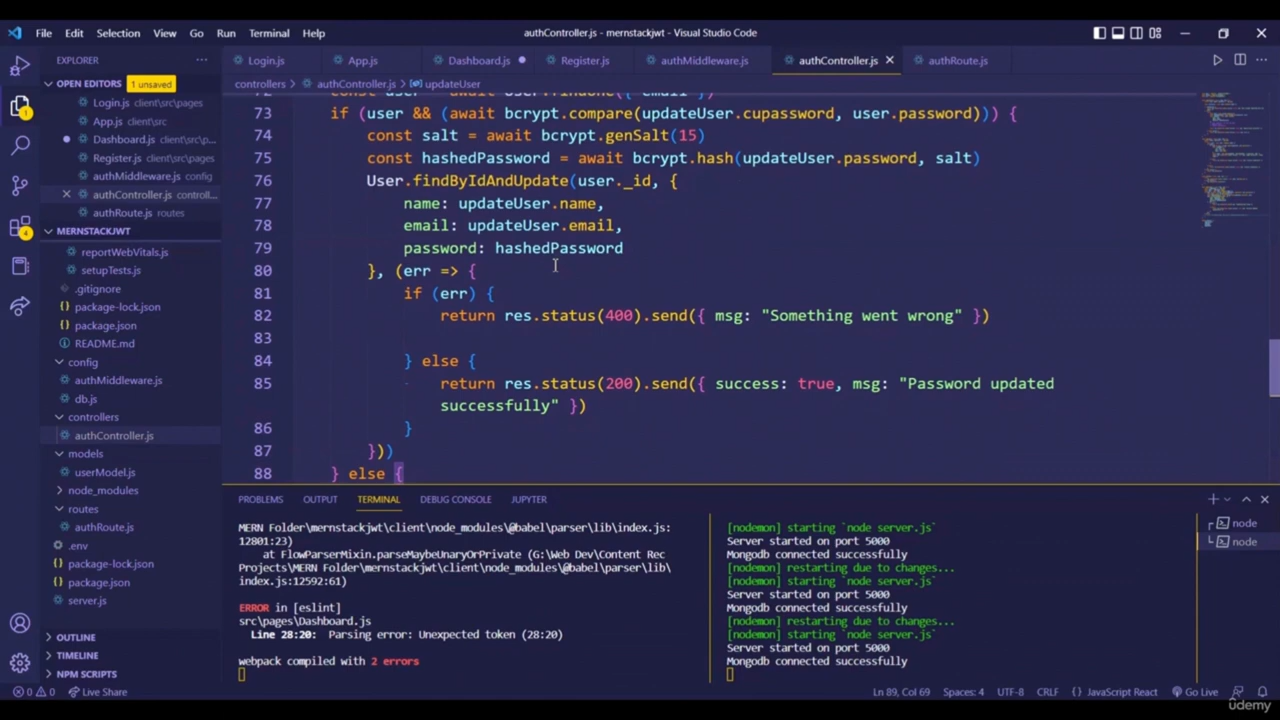 File Edit Selection View Go Run Terminal Help
authController.js - mernstackjwt - Visual Studio Code
EXPLORER
OPEN EDITORS 1 unsaved
Login.js client\src\pages
App.js client\src
Dashboard.js client\src\p...
Register.js client\src\pages
authMiddleware.js config
authController.js controll...
authRoute.js routes
MERNSTACKJWT
reportWebVitals.js
setupTests.js
.gitignore
package-lock.json
package.json
README.md
config
authMiddleware.js
db.js
controllers
authController.js
models
userModel.js
node_modules
routes
authRoute.js
.env
package-lock.json
package.json
server.js
OUTLINE
TIMELINE
NPM SCRIPTS
Login.js App.js Dashboard.js Register.js authMiddleware.js authController.js authRoute.js
controllers > authController.js > updateUser
73 if (user && (await bcrypt.compare(updateUser.cupassword, user.password))) {
74 const salt = await bcrypt.genSalt(15)
75 const hashedPassword = await bcrypt.hash(updateUser.password, salt)
76 User.findByIdAndUpdate(user._id, {
77 name: updateUser.name,
78 email: updateUser.email,
79 password: hashedPassword
80 }, (err => {
81 if (err) {
82 return res.status(400).send({ msg: "Something went wrong" })
83
84 } else {
85 return res.status(200).send({ success: true, msg: "Password updated
successfully" })
86 }
87 }))
88 } else {
PROBLEMS OUTPUT TERMINAL DEBUG CONSOLE JUPYTER
MERN Folder\mernstackjwt\client\node_modules\@babel\parser\lib\index.js:
12801:23)
at FlowParserMixin.parseMaybeUnaryOrPrivate (G:\Web Dev\Content Rec
Projects\MERN Folder\mernstackjwt\client\node_modules\@babel\parser\lib\
index.js:12592:61)
ERROR in [eslint]
src\pages\Dashboard.js
Line 28:20: Parsing error: Unexpected token (28:20)
webpack compiled with 2 errors
[nodemon] starting `node server.js`
Server started on port 5000
Mongodb connected successfully
[nodemon] restarting due to changes...
[nodemon] starting `node server.js`
Server started on port 5000
Mongodb connected successfully
[nodemon] restarting due to changes...
[nodemon] starting `node server.js`
Server started on port 5000
Mongodb connected successfully
node
node
0 0 Live Share
Ln 89, Col 69 Spaces: 4 UTF-8 CRLF {} JavaScript React Go Live
udemy